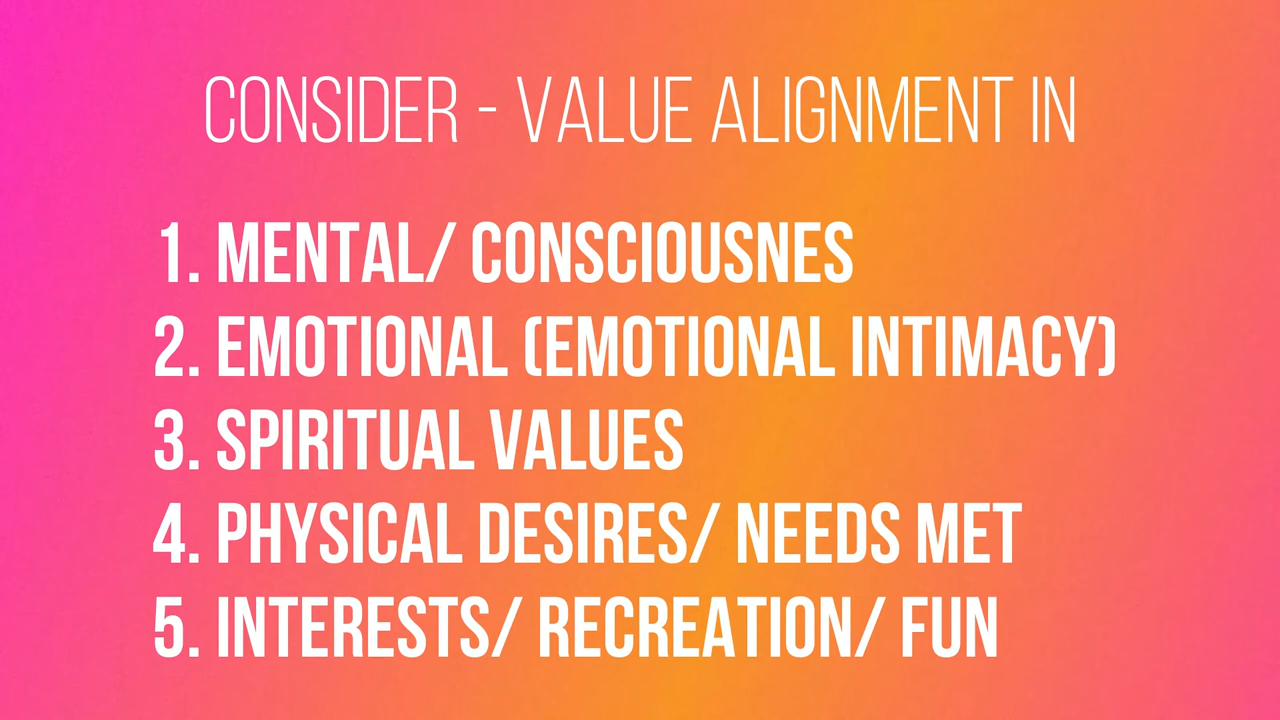 CONSIDER - VALUE ALIGNMENT IN
1. MENTAL/ CONSCIOUSNES
2. EMOTIONAL (EMOTIONAL INTIMACY)
3. SPIRITUAL VALUES
4. PHYSICAL DESIRES/ NEEDS MET
5. INTERESTS/ RECREATION/ FUN